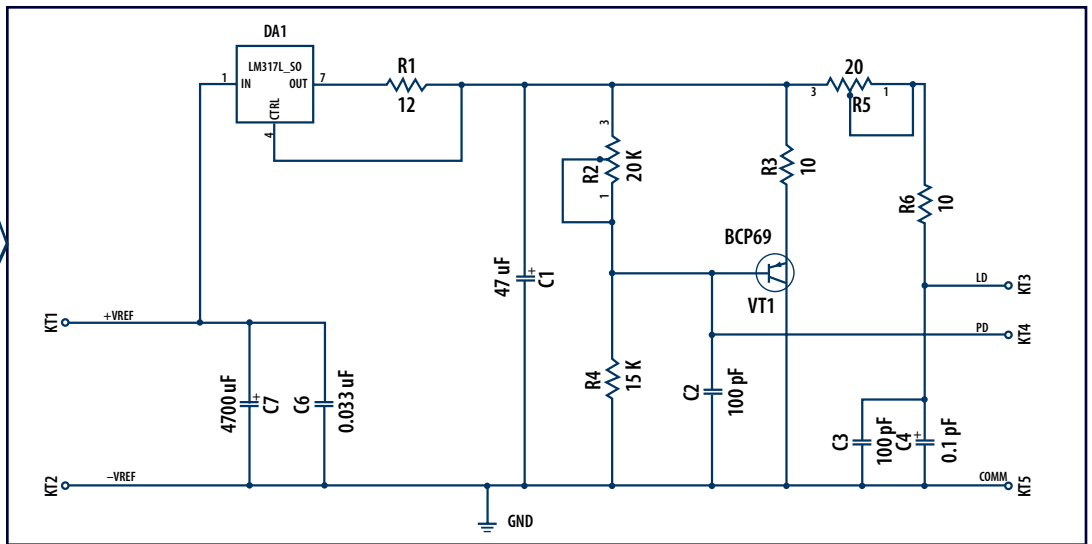 DA1
LM317L_SO
1
IN
OUT
7
CTRL
4
R1
12
20
3
1
R5
3
R2
20 K
1
R3
10
R6
10
BCP69
VT1
47 uF
+
C1
LD
KT3
PD
KT4
KT1
+VREF
4700 uF
+
C7
C6
0.033 uF
R4
15 K
C2
100 pF
C3
100 pF
C4
+
0.1 pF
KT2
–VREF
COMM
KT5
GND